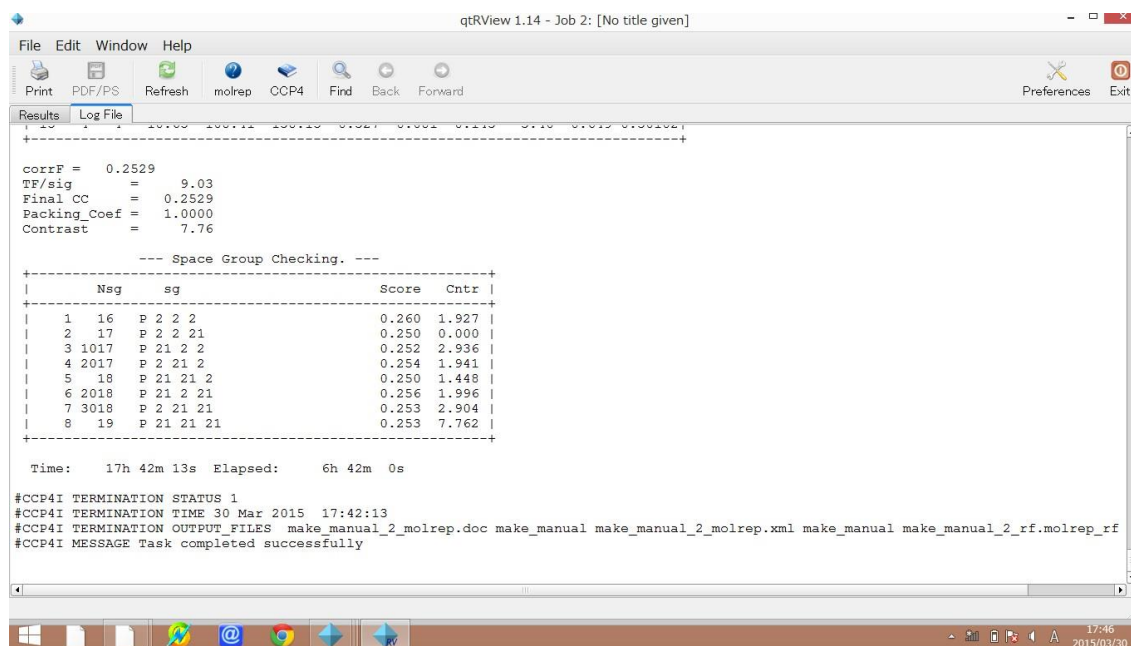 qtRView 1.14 - Job 2: [No title given]
File Edit Window Help
Print PDF/PS Refresh molrep CCP4 Find Back Forward Preferences Exit
Results Log File
+-----------------------------------------------------------------------+
corrF = 0.2529
TF/sig = 9.03
Final CC = 0.2529
Packing_Coef = 1.0000
Contrast = 7.76
--- Space Group Checking. ---
+--------------------------------------------------+
| Nsg sg Score Cntr |
+--------------------------------------------------+
| 1 16 P 2 2 2 0.260 1.927 |
| 2 17 P 2 2 21 0.250 0.000 |
| 3 1017 P 21 2 2 0.252 2.936 |
| 4 2017 P 2 21 2 0.254 1.941 |
| 5 18 P 21 21 2 0.250 1.448 |
| 6 2018 P 21 2 21 0.256 1.996 |
| 7 3018 P 2 21 21 0.253 2.904 |
| 8 19 P 21 21 21 0.253 7.762 |
+--------------------------------------------------+
Time: 17h 42m 13s Elapsed: 6h 42m 0s
#CCP4I TERMINATION STATUS 1
#CCP4I TERMINATION TIME 30 Mar 2015 17:42:13
#CCP4I TERMINATION OUTPUT_FILES make_manual_2_molrep.doc make_manual make_manual_2_molrep.xml make_manual make_manual_2_rf.molrep_rf
#CCP4I MESSAGE Task completed successfully
A 17:46
2015/03/30